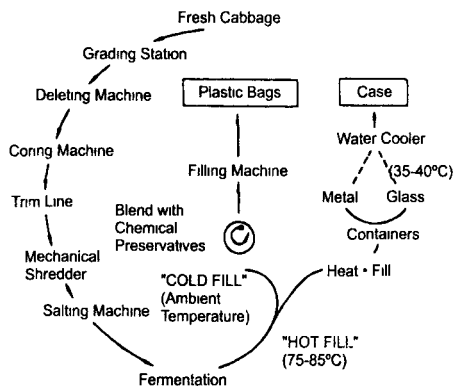 Fresh Cabbage
Grading Station
Deleting Machine
Coring Machine
Trim Line
Mechanical
Shredder
Salting Machine
Fermentation
"COLD FILL"
(Ambient
Temperature)
Blend with
Chemical
Preservatives
Filling Machine
Plastic Bags
"HOT FILL"
(75-85ºC)
Heat • Fill
Containers
Metal
Glass
(35-40ºC)
Water Cooler
Case